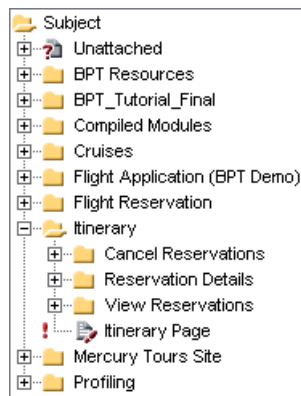 Subject
Unattached
BPT Resources
BPT_Tutorial_Final
Compiled Modules
Cruises
Flight Application (BPT Demo)
Flight Reservation
Itinerary
Cancel Reservations
Reservation Details
View Reservations
Itinerary Page
Mercury Tours Site
Profiling